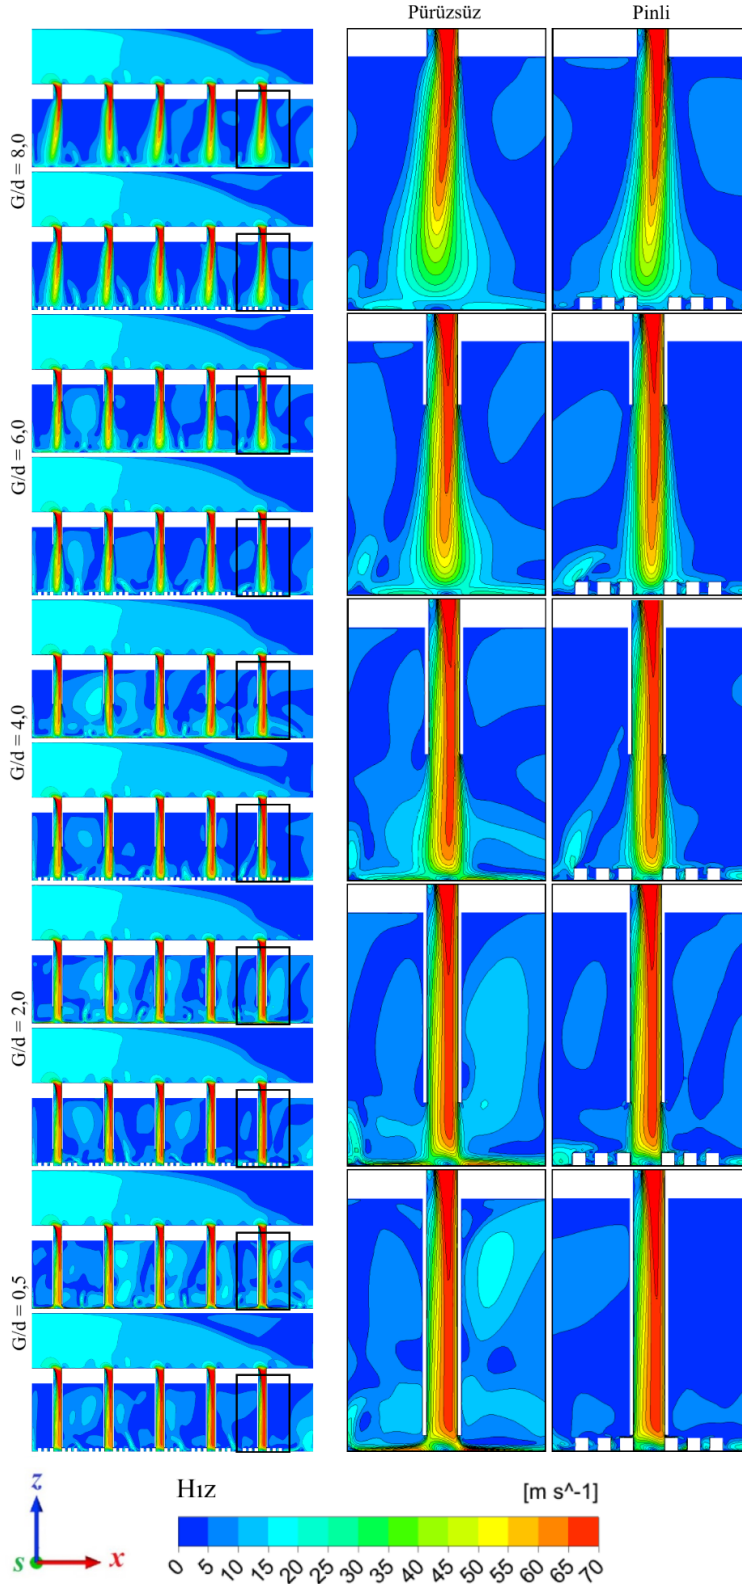 Pürüzsüz Pinli
G/d = 8,0
G/d = 6,0
G/d = 4,0
G/d = 2,0
G/d = 0,5
z
s x
Hız [m s^-1]
0 5 10 15 20 25 30 35 40 45 50 55 60 65 70